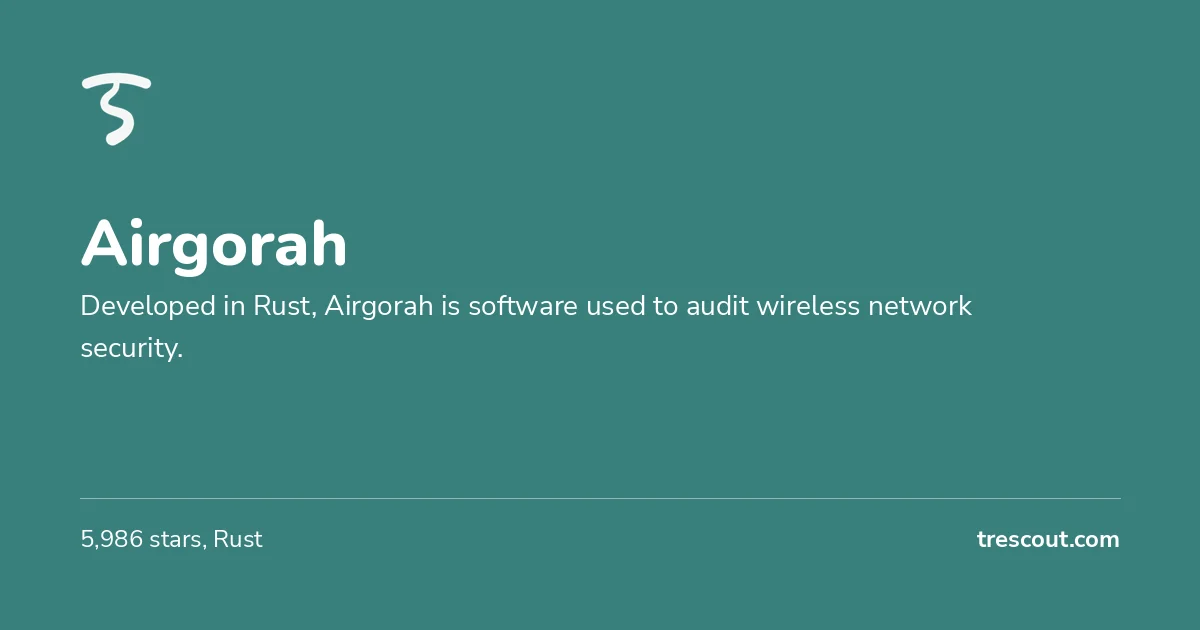 Airgorah
Developed in Rust, Airgorah is software used to audit wireless network
security.
5,986 stars, Rust
trescout.com